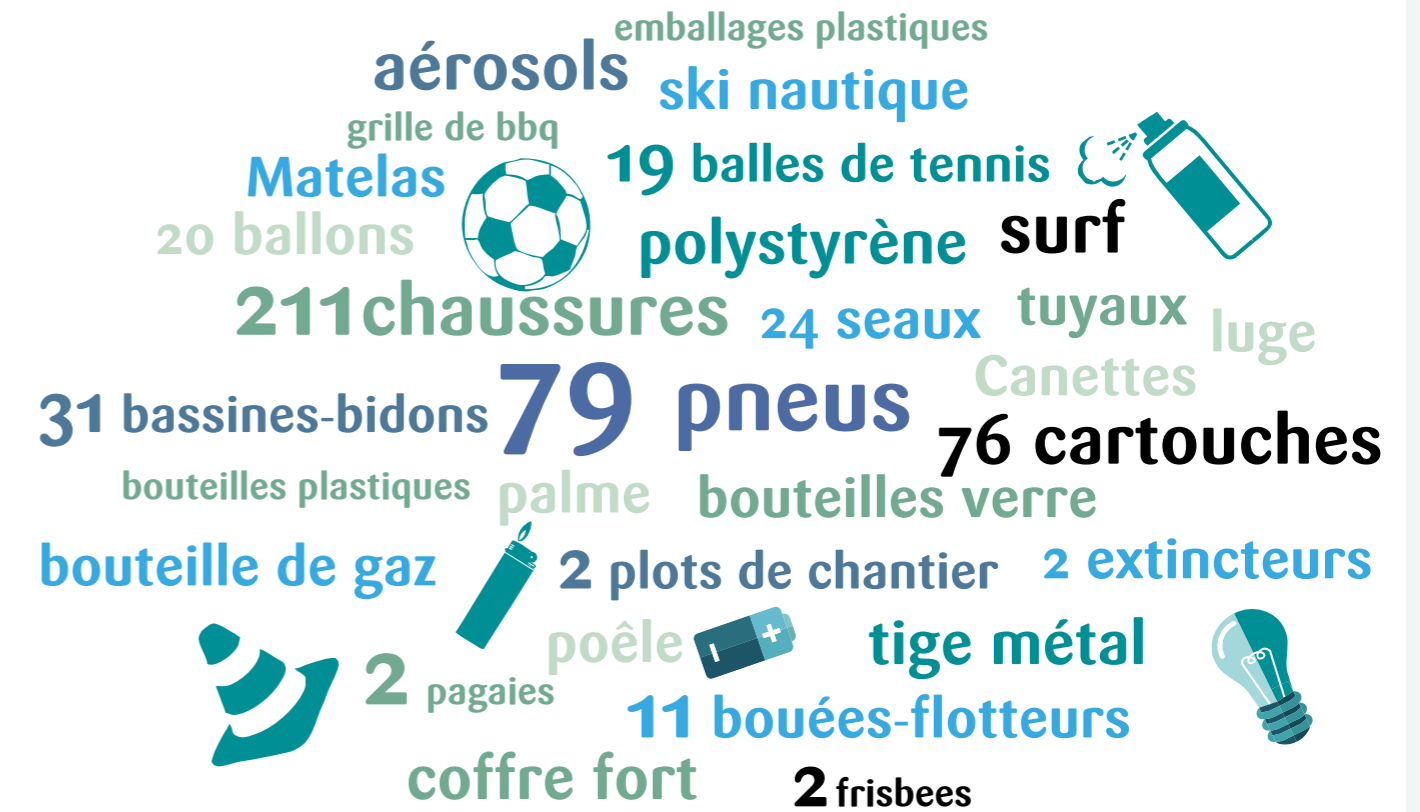 emballages plastiques
aérosols
ski nautique
grille de bbq
19 balles de tennis
Matelas
20 ballons
polystyrène
surf
211chaussures
24 seaux
tuyaux
luge
Canettes
31 bassines-bidons
79 pneus
76 cartouches
bouteilles plastiques
palme
bouteilles verre
bouteille de gaz
2 plots de chantier
2 extincteurs
poêle
- +
tige métal
2 pagaies
11 bouées-flotteurs
coffre fort
2 frisbees